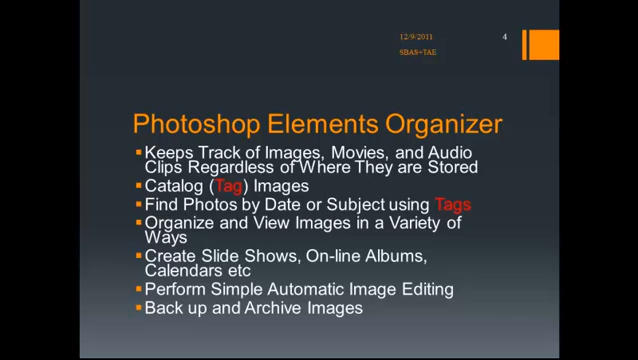 12/9/2011
4
SBAS=TAE
Photoshop Elements Organizer
Keeps Track of Images, Movies, and Audio
Clips Regardless of Where They are Stored
Catalog (Tag) Images
Find Photos by Date or Subject using Tags
Organize and View Images in a Variety of
Ways
Create Slide Shows, On-line Albums,
Calendars etc
Perform Simple Automatic Image Editing
Back up and Archive Images